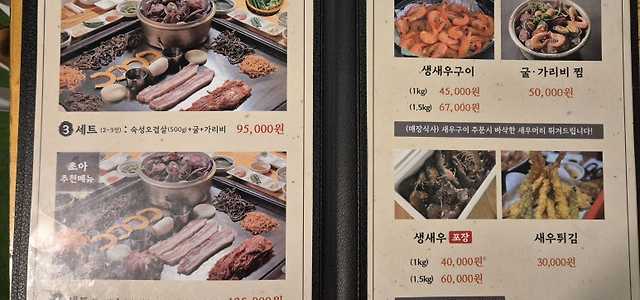 3 세트 (2~3인) : 숙성오겹살(500g)+굴+가리비 95,000원
초아
추천메뉴
생새우구이
(1kg) 45,000원
(1.5kg) 67,000원
굴·가리비 찜
50,000원
(매장식사) 새우구이 주문시 바삭한 새우머리 튀겨드립니다!
생새우 포장
(1kg) 40,000원
(1.5kg) 60,000원
새우튀김
30,000원